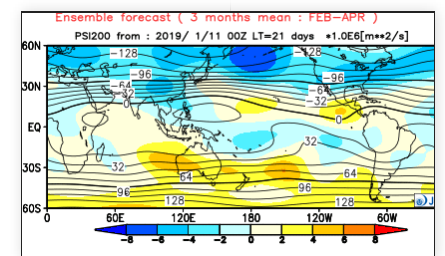 Ensemble forecast ( 3 months mean : FEB-APR )
PSI200 from : 2019/ 1/11 00Z LT=21 days *1.0E6[m**2/s]
60N
-128
-128
-96
-96
30N
-64
-32
-32
0
0
EQ
32
32
30S
64
64
96
96
128
128
60S
J
0 60E 120E 180 120W 60W
-8 -6 -4 -2 0 2 4 6 8